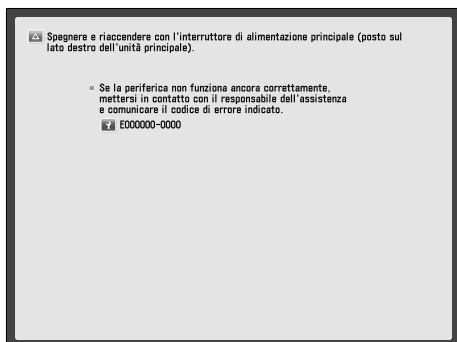 Spegnere e riaccendere con l'interruttore di alimentazione principale (posto sul
lato destro dell'unità principale).
Se la periferica non funziona ancora correttamente,
mettersi in contatto con il responsabile dell'assistenza
e comunicare il codice di errore indicato.
E000000-0000